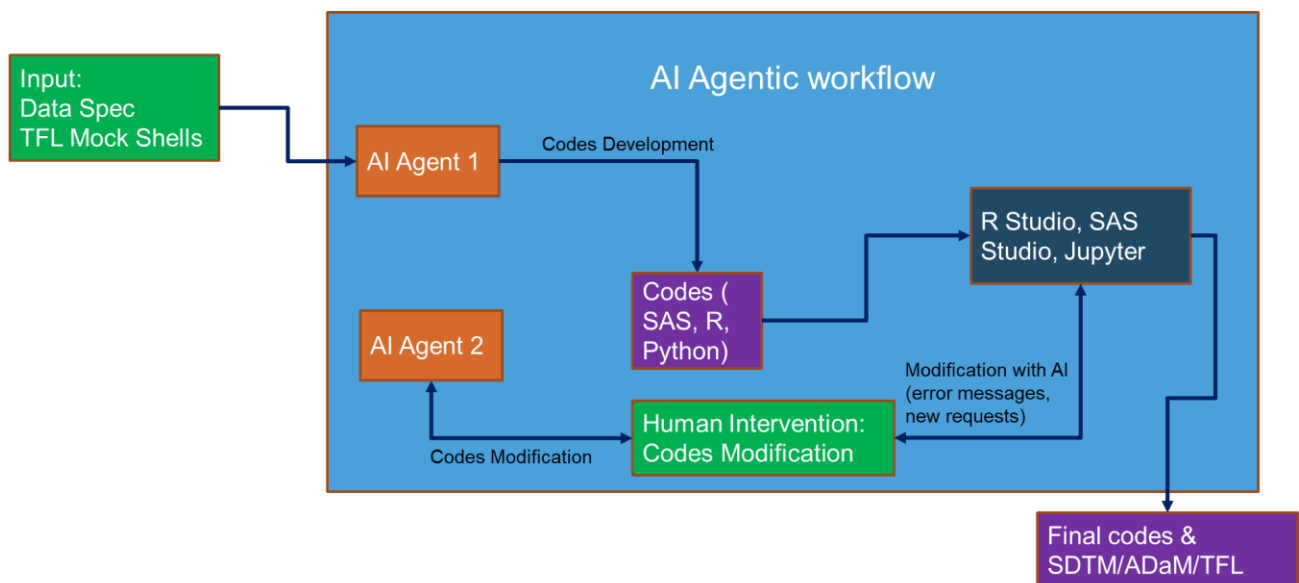 AI Agentic workflow
Input:
Data Spec
TFL Mock Shells
AI Agent 1
Codes Development
R Studio, SAS
Studio, Jupyter
Codes (
SAS, R,
Python)
AI Agent 2
Modification with AI
(error messages,
new requests)
Human Intervention:
Codes Modification
Codes Modification
Final codes &
SDTM/ADaM/TFL